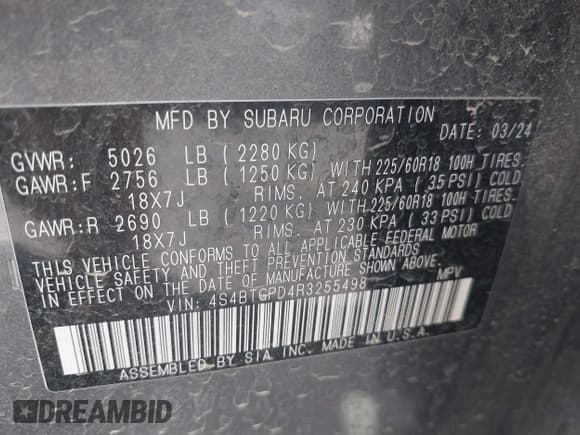 MFD BY SUBARU CORPORATION
DATE: 03/24
GVWR: 5026 LB (2280 KG)
GAWR:F 2756 LB (1250 KG) WITH 225/60R18 100H TIRES.
18X7J RIMS. AT 240 KPA (35 PSI) COLD
GAWR:R 2690 LB (1220 KG) WITH 225/60R18 100H TIRES.
18X7J RIMS. AT 230 KPA (33 PSI) COLD
THIS VEHICLE CONFORMS TO ALL APPLICABLE FEDERAL MOTOR
VEHICLE SAFETY AND THEFT PREVENTION STANDARDS
IN EFFECT ON THE DATE OF MANUFACTURE SHOWN ABOVE.
VIN: 4S4BTGPD4R3255498 MPV
ASSEMBLED BY SIA INC. MADE IN U.S.A.
DREAMBID